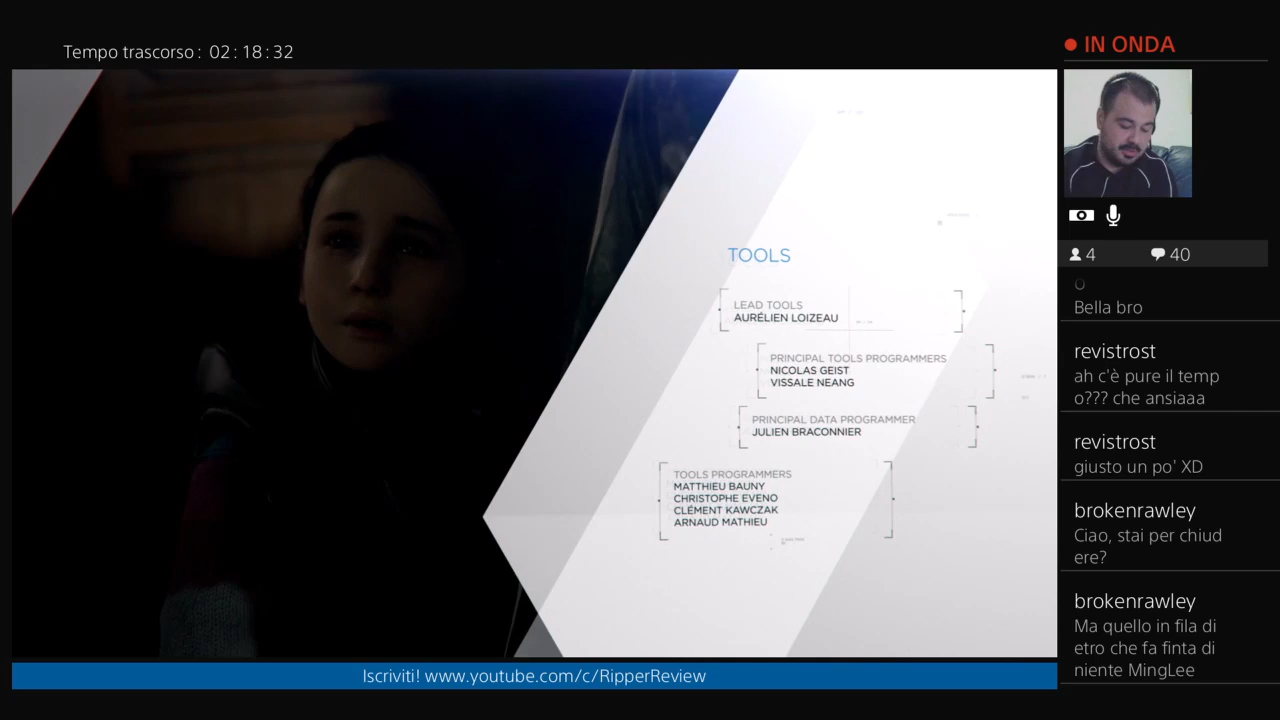 Tempo trascorso : 02 : 18 : 32
IN ONDA
4
40
Bella bro
revistrost
ah c'è pure il temp
o??? che ansiaaa
revistrost
giusto un po' XD
brokenrawley
Ciao, stai per chiud
ere?
brokenrawley
Ma quello in fila di
etro che fa finta di
niente MingLee
TOOLS
LEAD TOOLS
AURÉLIEN LOIZEAU
PRINCIPAL TOOLS PROGRAMMERS
NICOLAS GEIST
VISSALE NEANG
PRINCIPAL DATA PROGRAMMER
JULIEN BRACONNIER
TOOLS PROGRAMMERS
MATTHIEU BAUNY
CHRISTOPHE EVENO
CLÉMENT KAWCZAK
ARNAUD MATHIEU
Iscriviti! www.youtube.com/c/RipperReview